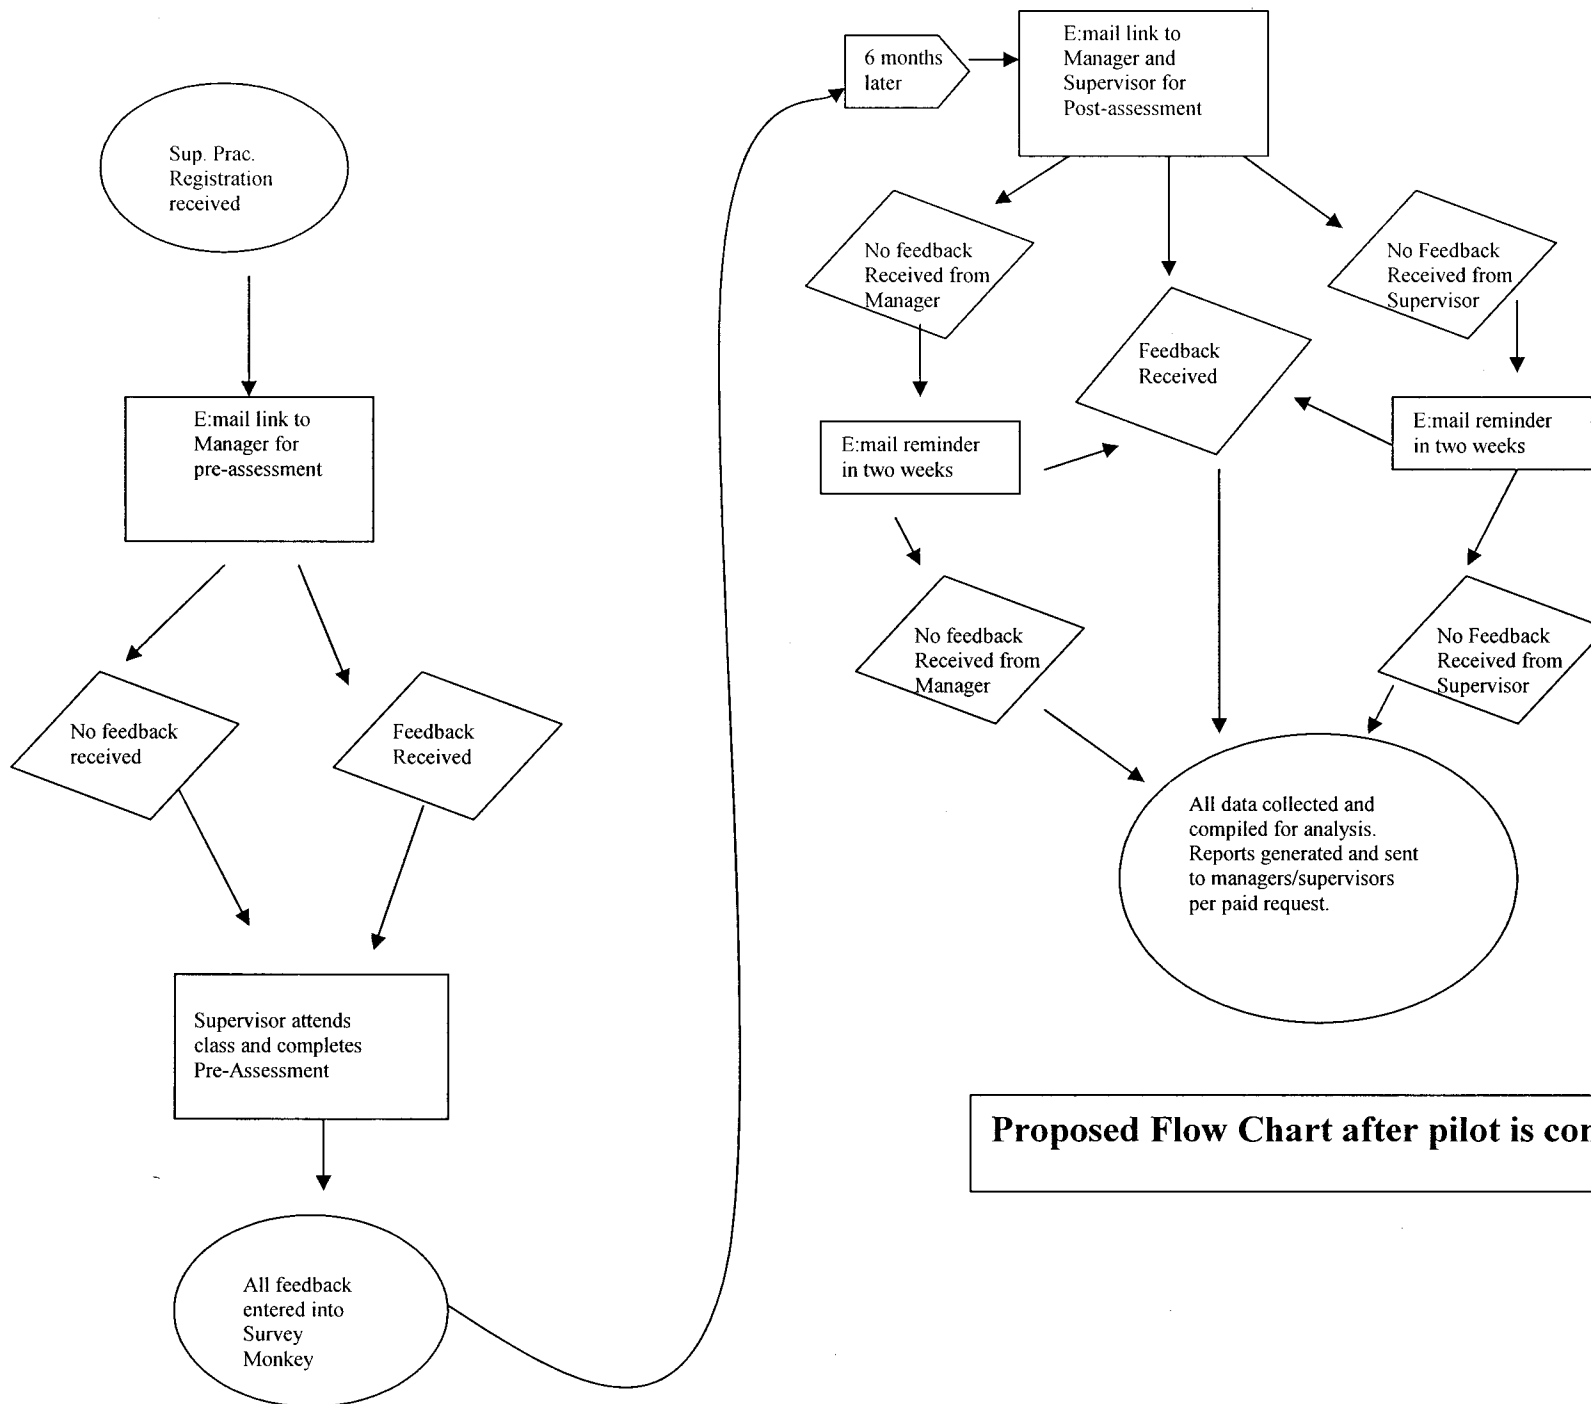 Sup. Prac.
Registration
received
E:mail link to
Manager for
pre-assessment
No feedback
received
Feedback
Received
Supervisor attends
class and completes
Pre-Assessment
All feedback
entered into
Survey
Monkey
6 months
later
E:mail link to
Manager and
Supervisor for
Post-assessment
No feedback
Received from
Manager
No Feedback
Received from
Supervisor
Feedback
Received
E:mail reminder
in two weeks
E:mail reminder
in two weeks
No feedback
Received from
Manager
No Feedback
Received from
Supervisor
All data collected and
compiled for analysis.
Reports generated and sent
to managers/supervisors
per paid request.
Proposed Flow Chart after pilot is